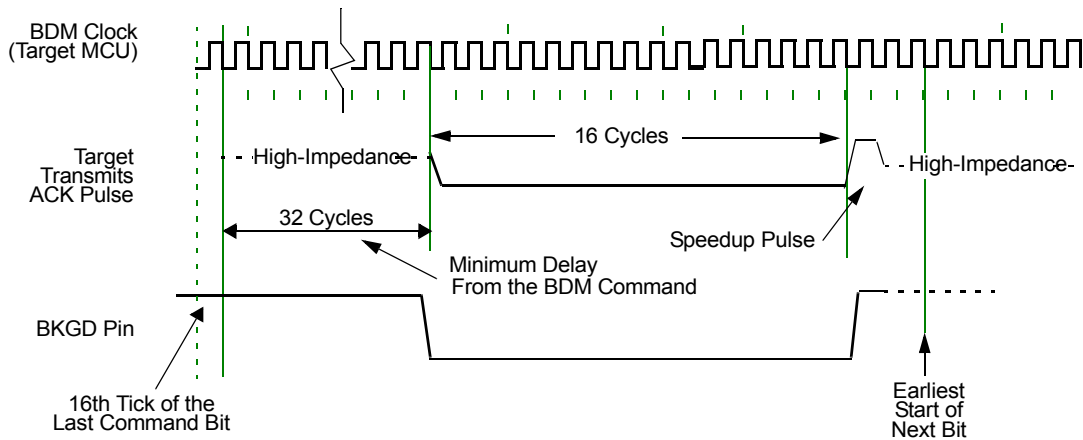 BDM Clock
(Target MCU)
16 Cycles
Target
Transmits
ACK Pulse
High-Impedance
High-Impedance
32 Cycles
Speedup Pulse
Minimum Delay
From the BDM Command
BKGD Pin
16th Tick of the
Last Command Bit
Earliest
Start of
Next Bit